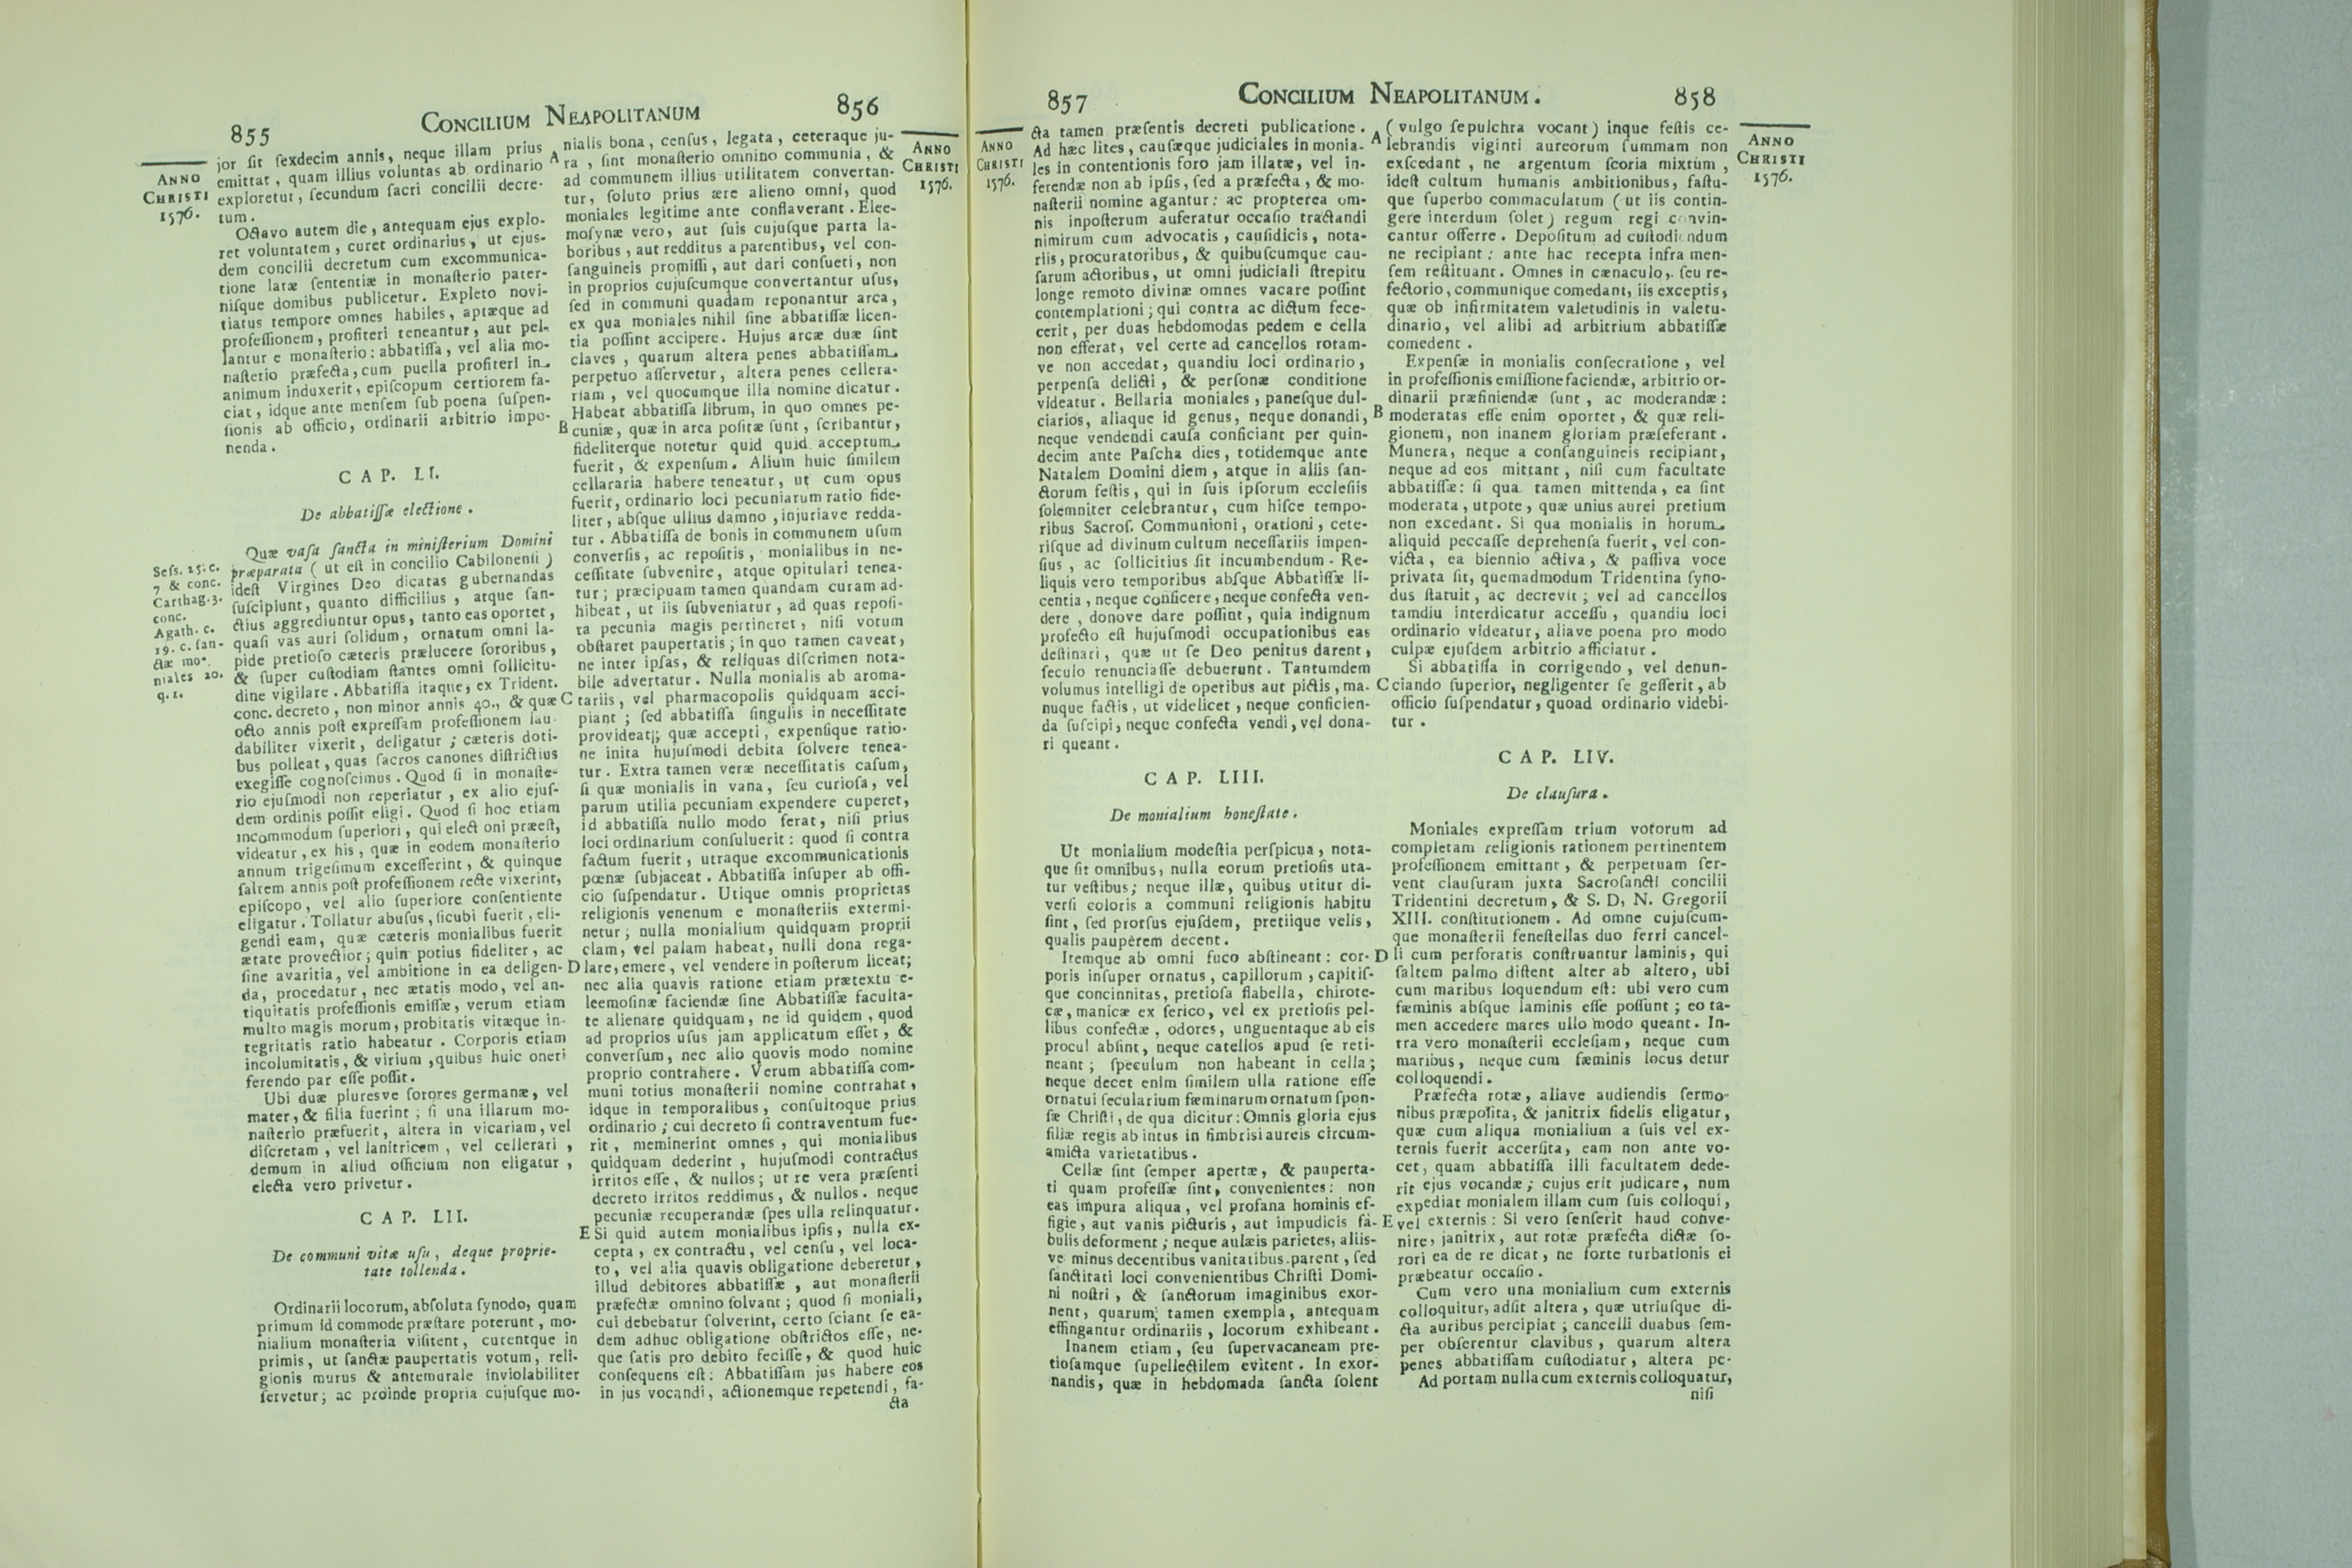 855
CONCILIUM NEAPOLITANUM
856
ANNO
CHRISTI
1576.
jor ſit ſexdecim annis, neque illam prius
emittat, quam illius voluntas ab ordinario
exploretur, ſecundum ſacri concilii decre-
tum.
Octavo autem die, antequam ejus explo-
ret voluntatem, curet ordinarius, ut ejus-
dem concilii decretum cum excommunica-
tione latæ ſententiæ in monaſterio pater-
niſque domibus publicetur. Expleto novi-
tiatus tempore omnes habiles, aptæque ad
profeſſionem, profiteri teneantur, aut pel-
lantur e monaſterio: abbatiſſa, vel alia mo-
naſterio præfecta, cum puella profiteri in
animum induxerit, epiſcopum certiorem fa-
ciat, idque ante menſem ſub poena ſuſpen-
ſionis ab officio, ordinarii arbitrio impo-
nenda.
CAP. LI.
De abbatiſſæ electione.
Seſs. 25. c.
7 & conc.
Carthag. 3.
conc.
Agath. c.
19. c. ſan-
ctæ mo-
niales 20.
q. 1.
Quæ vaſa ſancta in miniſterium Domini
præparata ( ut eſt in concilio Cabilonenſi )
ideſt Virgines Deo dicatas gubernandas
ſuſcipiunt, quanto difficilius, atque ſan-
ctius aggrediuntur opus, tanto eas oportet,
quaſi vas auri ſolidum, ornatum omni la-
pide pretioſo cæteris prælucere ſororibus,
& ſuper cuſtodiam ſtantes omni ſollicitu-
dine vigilare. Abbatiſſa itaque, ex Trident.
conc. decreto, non minor annis 40., & quæ
octo annis poſt expreſſam profeſſionem lau-
dabiliter vixerit, deligatur; cæteris doti-
bus polleat, quas ſacros canones diſtrictius
exegiſſe cognoſcimus. Quod ſi in monaſte-
rio ejuſmodi non reperiatur, ex alio ejuſ-
dem ordinis poſſit eligi. Quod ſi hoc etiam
incommodum ſuperiori, qui elect oni præeſt,
videatur, ex his, quæ in eodem monaſterio
annum trigeſimum exceſſerint, & quinque
ſaltem annis poſt profeſſionem recte vixerint,
epiſcopo, vel alio ſuperiore conſentiente
eligatur. Tollatur abuſus, ſicubi fuerit, eli-
gendi eam, quæ cæteris monialibus fuerit
ætate provectior; quin potius fideliter, ac
ſine avaritia, vel ambitione in ea deligen-
da, procedatur, nec ætatis modo, vel an-
tiquitatis profeſſionis emiſſæ, verum etiam
multo magis morum, probitatis vitæque in-
tegritatis ratio habeatur. Corporis etiam
incolumitatis, & virium, quibus huic oneri
ferendo par eſſe poſſit.
Ubi duæ pluresve ſorores germanæ, vel
mater, & filia fuerint; ſi una illarum mo-
naſterio præfuerit, altera in vicariam, vel
diſcretam, vel Ianitricem, vel cellerari,
demum in aliud officium non eligatur,
electa vero privetur.
CAP. LII.
De communi vitæ uſu, deque proprie-
tate tollenda.
Ordinarii locorum, abſoluta ſynodo, quam
primum id commode præſtare poterunt, mo-
nialium monaſteria viſitent, curentque in
primis, ut ſanctæ paupertatis votum, reli-
gionis murus & antemurale inviolabiliter
ſervetur; ac proinde propria cujuſque mo-
A
B
C
D
E
nialis bona, cenſus, legata, ceteraque ju-
ra, ſint monaſterio omnino communia, &
ad communem illius utilitatem convertan-
tur, ſoluto prius ære alieno omni, quod
moniales legitime ante conflaverant. Elee-
moſynæ vero, aut ſuis cujuſque parta la-
boribus, aut redditus a parentibus, vel con-
ſanguineis promiſſi, aut dari conſueti, non
in proprios cujuſcumque convertantur uſus,
ſed in communi quadam reponantur arca,
ex qua moniales nihil ſine abbatiſſæ licen-
tia poſſint accipere. Hujus arcæ duæ ſint
claves, quarum altera penes abbatiſſam
perpetuo aſſervetur, altera penes cellera-
riam, vel quocumque illa nomine dicatur.
Habeat abbatiſſa librum, in quo omnes pe-
cuniæ, quæ in arca poſitæ ſunt, ſcribantur,
fideliterque notetur quid quid acceptum
fuerit, & expenſum. Alium huic ſimilem
cellararia habere teneatur, ut cum opus
fuerit, ordinario loci pecuniarum ratio fide-
liter, abſque ullius damno, injuriave redda-
tur. Abbatiſſa de bonis in communem uſum
converſis, ac repoſitis, monialibus in ne-
ceſſitate ſubvenire, atque opitulari tenea-
tur; præcipuam tamen quandam curam ad-
hibeat, ut iis ſubveniatur, ad quas repoſi-
ta pecunia magis pertineret, niſi votum
obſtaret paupertatis; in quo tamen caveat,
ne inter ipſas, & reliquas diſcrimen nota-
bile advertatur. Nulla monialis ab aroma-
tariis, vel pharmacopolis quidquam acci-
piant; ſed abbatiſſa ſingulis in neceſſitate
provideat; quæ accepti, expenſique ratio-
ne inita hujuſmodi debita ſolvere tenea-
tur. Extra tamen veræ neceſſitatis caſum,
ſi quæ monialis in vana, ſeu curioſa, vel
parum utilia pecuniam expendere cuperet,
id abbatiſſa nullo modo ferat, niſi prius
loci ordinarium conſuluerit: quod ſi contra
factum fuerit, utraque excommunicationis
pœnæ ſubjaceat. Abbatiſſa inſuper ab offi-
cio ſuſpendatur. Utique omnis proprietas
religionis venenum e monaſteriis extermi-
netur; nulla monialium quidquam proprii
clam, vel palam habeat, nulli dona rega-
lare, emere, vel vendere in poſterum liceat;
nec alia quavis ratione etiam prætextu e-
leemoſinæ faciendæ ſine Abbatiſſæ faculta-
te alienare quidquam, ne id quidem, quod
ad proprios uſus jam applicatum eſſet, &
converſum, nec alio quovis modo nomine
proprio contrahere. Verum abbatiſſa com-
muni totius monaſterii nomine contrahat,
idque in temporalibus, conſultoque prius
ordinario; cui decreto ſi contraventum fue-
rit, meminerint omnes, qui monialibus
quidquam dederint, hujuſmodi contractus
irritos eſſe, & nullos; ut re vera præſenti
decreto irritos reddimus, & nullos. neque
pecuniæ recuperandæ ſpes ulla relinquatur.
Si quid autem monialibus ipſis, nulla ex-
cepta, ex contractu, vel cenſu, vel loca-
to, vel alia quavis obligatione deberetur,
illud debitores abbatiſſæ, aut monaſterii
præfectæ omnino ſolvant; quod ſi moniali,
cui debebatur ſolverint, certo ſciant ſe ea-
dem adhuc obligatione obſtrictos eſſe, ne-
que ſatis pro debito feciſſe, & quod huic
conſequens eſt: Abbatiſſam jus habere eos
in jus vocandi, actionemque repetendi, fa-
cta
ANNO
CHRISTI
1576.
857
CONCILIUM NEAPOLITANUM.
858
ANNO
CHRISTI
1576.
cta tamen præſentis decreti publicatione.
Ad hæc lites, cauſæque judiciales in monia-
les in contentionis foro jam illatæ, vel in-
ferendæ non ab ipſis, ſed a præfecta, & mo-
naſterii nomine agantur: ac propterea om-
nis inpoſterum auferatur occaſio tractandi
nimirum cum advocatis, cauſidicis, nota-
riis, procuratoribus, & quibuſcumque cau-
ſarum actoribus, ut omni judiciali ſtrepitu
longe remoto divinæ omnes vacare poſſint
contemplationi; qui contra ac dictum fece-
cerit, per duas hebdomodas pedem e cella
non efferat, vel certe ad cancellos rotam-
ve non accedat, quandiu loci ordinario,
perpenſa delicti, & perſonæ conditione
videatur. Bellaria moniales, paneſque dul-
ciarios, aliaque id genus, neque donandi,
neque vendendi cauſa conficiant per quin-
decim ante Paſcha dies, totidemque ante
Natalem Domini diem, atque in aliis ſan-
ctorum feſtis, qui in ſuis ipſorum eccleſiis
ſolemniter celebrantur, cum hiſce tempo-
ribus Sacroſ. Communioni, orationi, cete-
riſque ad divinum cultum neceſſariis impen-
ſius, ac ſollicitius ſit incumbendum. Re-
liquis vero temporibus abſque Abbatiſſæ li-
centia, neque conficere, neque confecta ven-
dere, donove dare poſſint, quia indignum
profecto eſt hujuſmodi occupationibus eas
deſtinari, quæ ut ſe Deo penitus darent,
ſeculo renunciaſſe debuerunt. Tantumdem
volumus intelligi de operibus aut pictis, ma-
nuque factis, ut videlicet, neque conficien-
da ſuſcipi, neque confecta vendi, vel dona-
ri queant.
CAP. LIII.
De monialium honeſtate.
Ut monialium modeſtia perſpicua, nota-
que ſit omnibus, nulla eorum pretioſis uta-
tur veſtibus; neque illæ, quibus utitur di-
verſi coloris a communi religionis habitu
ſint, ſed prorſus ejuſdem, pretiique velis,
qualis paupèrem decent.
Itemque ab omni fuco abſtineant: cor-
poris inſuper ornatus, capillorum, capitiſ-
que concinnitas, pretioſa flabella, chirote-
cæ, manicæ ex ſerico, vel ex pretioſis pel-
libus confectæ, odores, unguentaque ab eis
procul abſint, neque catellos apud ſe reti-
neant; ſpeculum non habeant in cella;
neque decet enim ſimilem ulla ratione eſſe
ornatui ſecularium fæminarum ornatum ſpon-
ſæ Chriſti, de qua dicitur: Omnis gloria ejus
filiæ regis ab intus in fimbrisi aureis circum-
amicta varietatibus.
Cellæ ſint ſemper apertæ, & pauperta-
ti quam profeſſæ ſint, convenientes: non
eas impura aliqua, vel profana hominis ef-
figie, aut vanis picturis, aut impudicis fa-
bulis deforment; neque aulæis parietes, aliis-
ve minus decentibus vanitatibus parent, ſed
ſanctitati loci convenientibus Chriſti Domi-
ni noſtri, & ſanctorum imaginibus exor-
nent, quarum tamen exempla, antequam
effingantur ordinariis, locorum exhibeant.
Inanem etiam, ſeu ſupervacaneam pre-
tioſamque ſupellectilem evitent. In exor-
nandis, quæ in hebdomada ſancta ſolent
A
B
C
D
E
( vulgo ſepulchra vocant) inque feſtis ce-
lebrandis viginti aureorum ſummam non
exſcedant, ne argentum ſcoria mixtum,
ideſt cultum humanis ambitionibus, faſtu-
que ſuperbo commaculatum ( ut iis contin-
gere interdum ſolet) regum regi convin-
cantur offerre. Depoſitum ad cuſtodiendum
ne recipiant: ante hac recepta infra men-
ſem reſtituant. Omnes in cænaculo, ſeu re-
fectorio, communique comedant, iis exceptis,
quæ ob infirmitatem valetudinis in valetu-
dinario, vel alibi ad arbitrium abbatiſſæ
comedent.
Expenſæ in monialis conſecratione, vel
in profeſſionis emiſſione faciendæ, arbitrio or-
dinarii præfiniendæ ſunt, ac moderandæ:
moderatas eſſe enim oportet, & quæ reli-
gionem, non inanem gloriam præſeferant.
Munera, neque a conſanguineis recipiant,
neque ad eos mittant, niſi cum facultate
abbatiſſæ: ſi qua tamen mittenda, ea ſint
moderata, utpote, quæ unius aurei pretium
non excedant. Si qua monialis in horum
aliquid peccaſſe deprehenſa fuerit, vel con-
victa, ea biennio activa, & paſſiva voce
privata ſit, quemadmodum Tridentina ſyno-
dus ſtatuit, ac decrevit; vel ad cancellos
tamdiu interdicatur acceſſu, quandiu loci
ordinario videatur, aliave poena pro modo
culpæ ejuſdem arbitrio afficiatur.
Si abbatiſſa in corrigendo, vel denun-
ciando ſuperior, negligenter ſe geſſerit, ab
officio ſuſpendatur, quoad ordinario videbi-
tur.
CAP. LIV.
De clauſura.
Moniales expreſſam trium votorum ad
completam religionis rationem pertinentem
profeſſionem emittant, & perpetuam ſer-
vent clauſuram juxta Sacroſancti concilii
Tridentini decretum, & S. D, N. Gregorii
XIII. conſtitutionem. Ad omne cujuſcum-
que monaſterii feneſtellas duo ferri cancel-
li cum perforatis conſtruantur laminis, qui
ſaltem palmo diſtent alter ab altero, ubi
cum maribus loquendum eſt: ubi vero cum
fæminis abſque laminis eſſe poſſunt; eo ta-
men accedere mares ullo modo queant. In-
tra vero monaſterii eccleſiam, neque cum
maribus, neque cum fæminis locus detur
colloquendi.
Præfecta rotæ, aliave audiendis ſermo-
nibus præpoſita, & janitrix fidelis eligatur,
quæ cum aliqua monialium a ſuis vel ex-
ternis fuerit accerſita, eam non ante vo-
cet, quam abbatiſſa illi facultatem dede-
rit ejus vocandæ; cujus erit judicare, num
expediat monialem illam cum ſuis colloqui,
vel externis: Si vero ſenſerit haud conve-
nire, janitrix, aut rotæ præfecta dictæ ſo-
rori ea de re dicat, ne forte turbationis ei
præbeatur occaſio.
Cum vero una monialium cum externis
colloquitur, adſit altera, quæ utriuſque di-
cta auribus percipiat; cancelli duabus ſem-
per obſerentur clavibus, quarum altera
penes abbatiſſam cuſtodiatur, altera pe-
Ad portam nulla cum externis colloquatur,
niſi
ANNO
CHRISTI
1576.